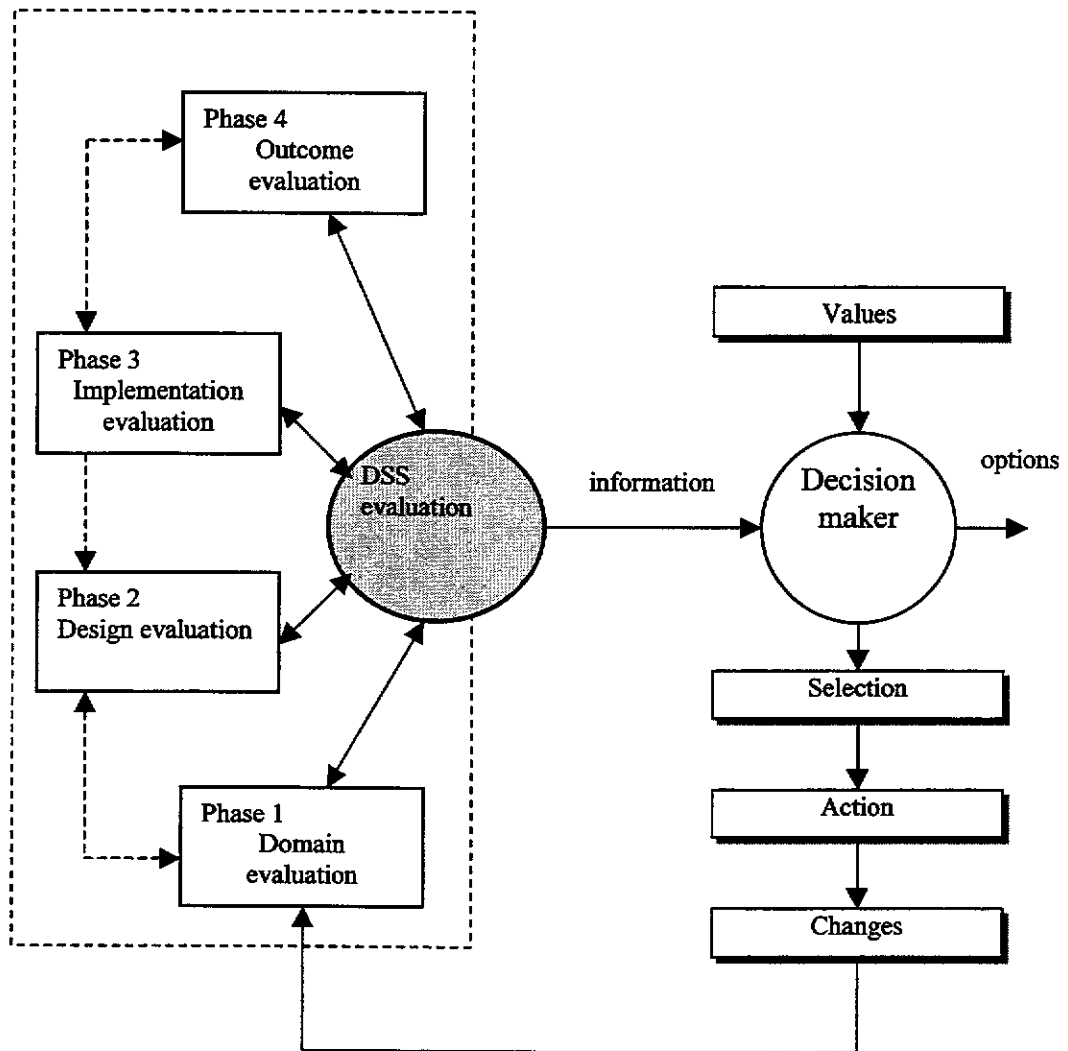 Phase 4
Outcome
evaluation
Phase 3
Implementation
evaluation
DSS
evaluation
Phase 2
Design evaluation
Phase 1
Domain
evaluation
information
Values
Decision
maker
options
Selection
Action
Changes